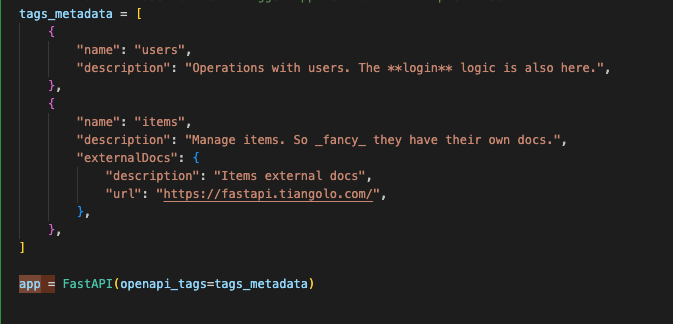 tags_metadata = [
    {
        "name": "users",
        "description": "Operations with users. The **login** logic is also here.",
    },
    {
        "name": "items",
        "description": "Manage items. So _fancy_ they have their own docs.",
        "externalDocs": {
            "description": "Items external docs",
            "url": "https://fastapi.tiangolo.com/",
        },
    },
]
app = FastAPI(openapi_tags=tags_metadata)